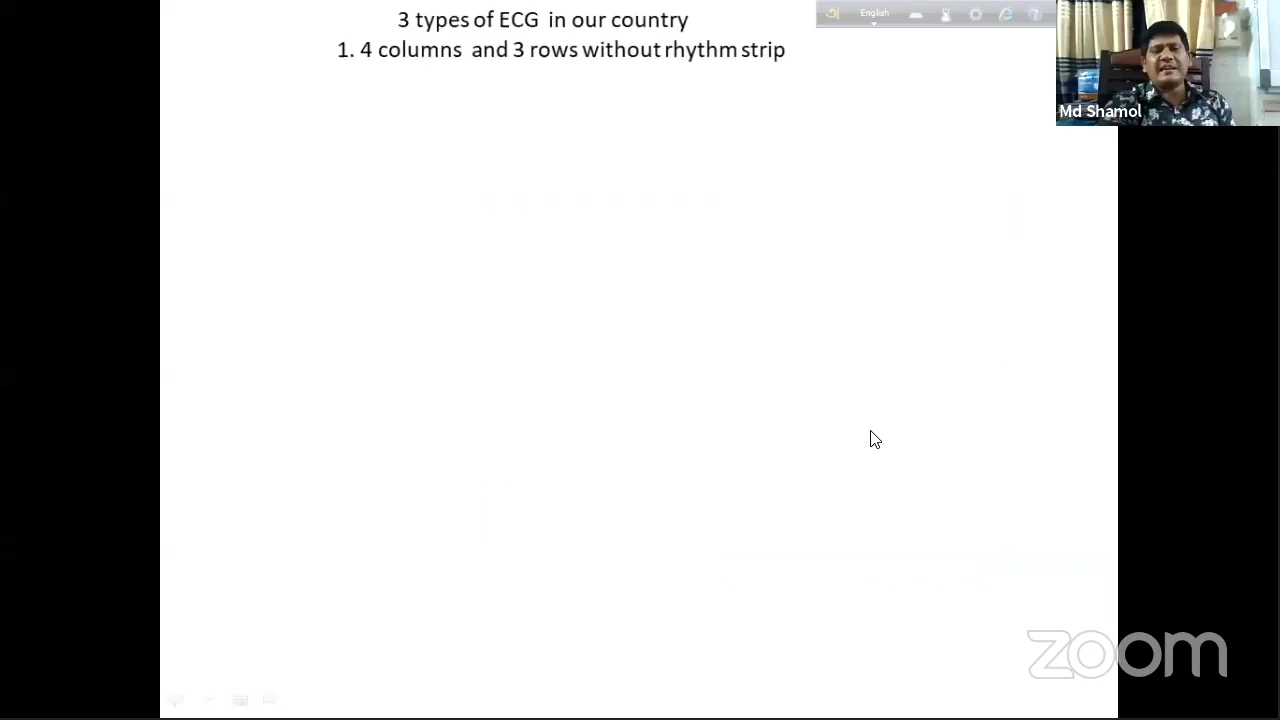 3 types of ECG in our country
1. 4 columns and 3 rows without rhythm strip
English
Md Shamol
zoom